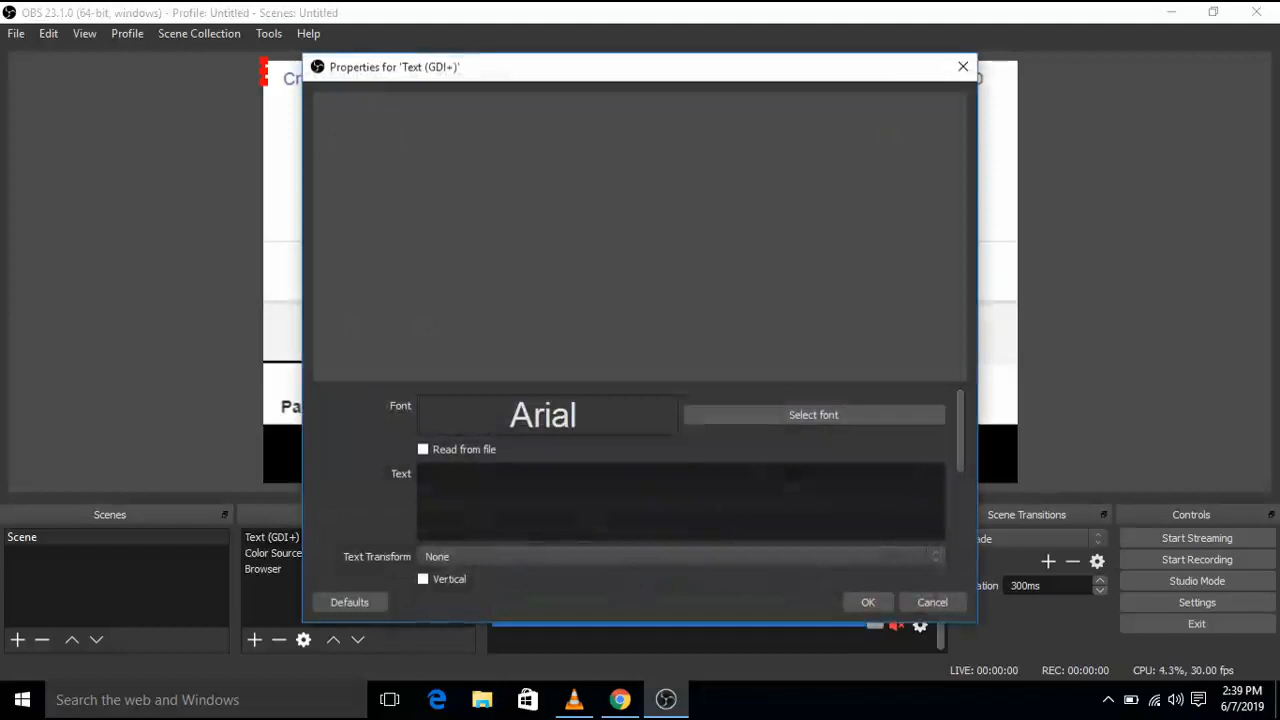 OBS 23.1.0 (64-bit, windows) - Profile: Untitled - Scenes: Untitled
File Edit View Profile Scene Collection Tools Help
Properties for 'Text (GDI+)'
Font
Arial
Select font
Read from file
Text
Text Transform
None
Vertical
Defaults
OK
Cancel
Scenes
Scene
Text (GDI+)
Color Source
Browser
Scene Transitions
300ms
Controls
Start Streaming
Start Recording
Studio Mode
Settings
Exit
LIVE: 00:00:00 REC: 00:00:00 CPU: 4.3%, 30.00 fps
Search the web and Windows
2:39 PM
6/7/2019